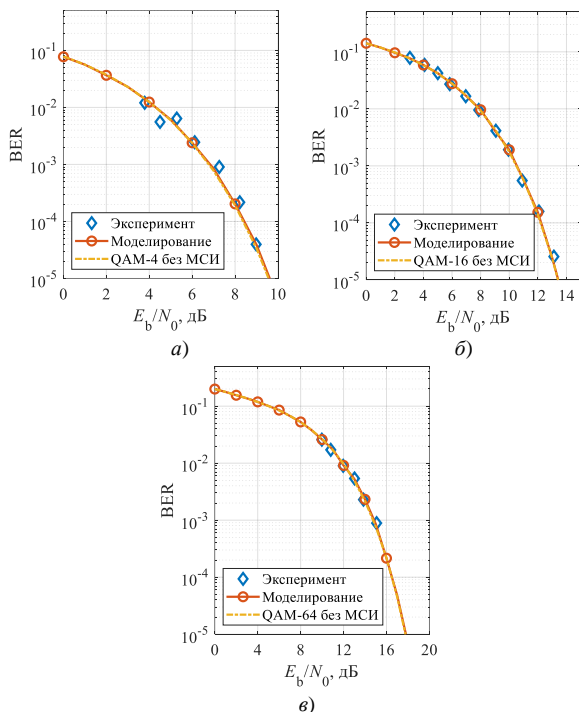 10^-1
10^-2
10^-3
10^-4
10^-5
BER
Эксперимент
Моделирование
QAM-4 без МСИ
0 2 4 6 8 10
E_b/N_0, дБ
а)
10^-1
10^-2
10^-3
10^-4
10^-5
BER
Эксперимент
Моделирование
QAM-16 без МСИ
0 2 4 6 8 10 12 14
E_b/N_0, дБ
б)
10^-1
10^-2
10^-3
10^-4
10^-5
BER
Эксперимент
Моделирование
QAM-64 без МСИ
0 4 8 12 16 20
E_b/N_0, дБ
в)